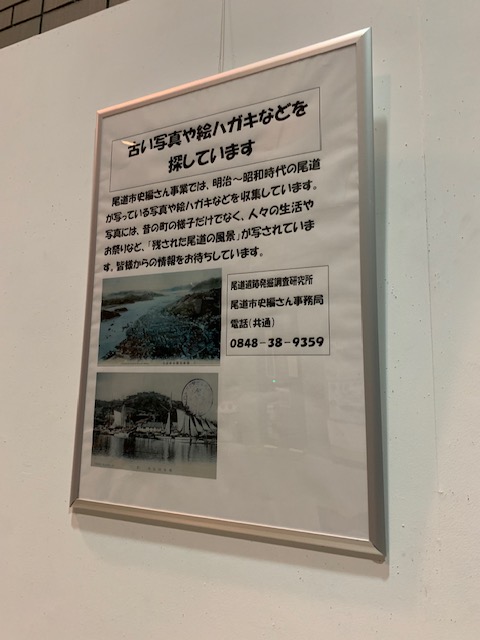 古い写真や絵ハガキなどを
探しています
尾道市史編さん事業では、明治～昭和時代の尾道
が写っている写真や絵ハガキなどを収集しています。
写真には、昔の町の様子だけでなく、人々の生活や
お祭りなど、「残された尾道の風景」が写されていま
す。皆様からの情報をお待ちしています。
尾道遺跡発掘調査研究所
尾道市史編さん事務局
電話(共通)
0848－38－9359